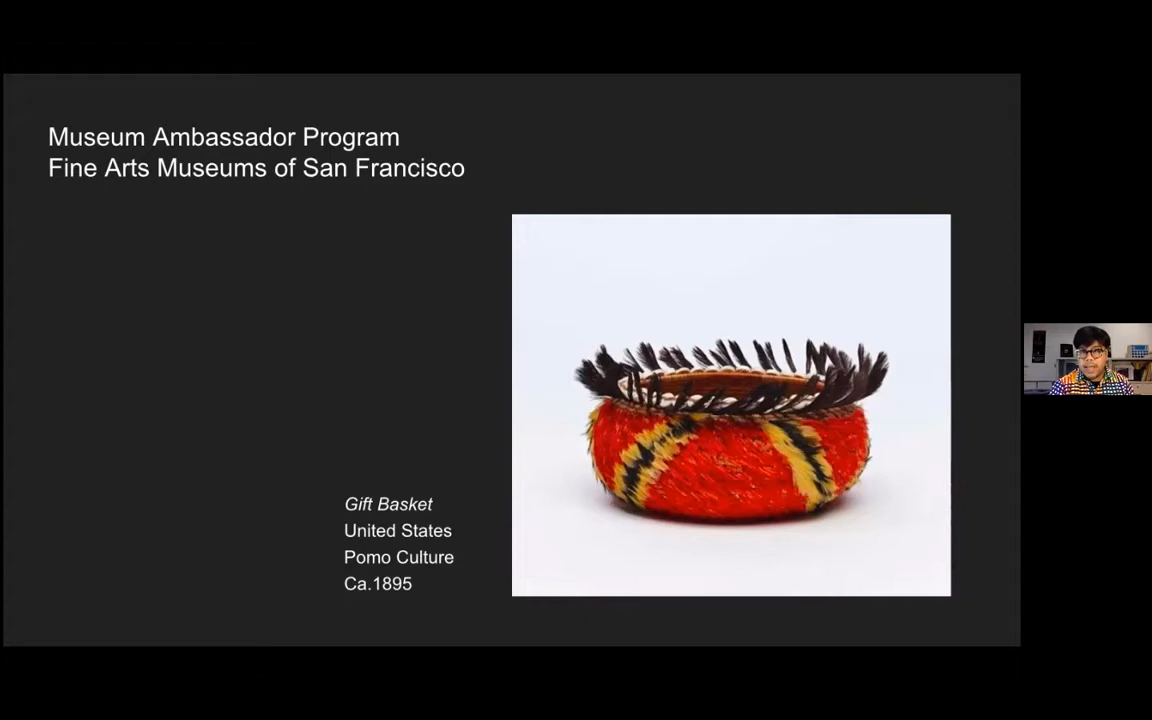 Museum Ambassador Program
Fine Arts Museums of San Francisco
Gift Basket
United States
Pomo Culture
Ca.1895